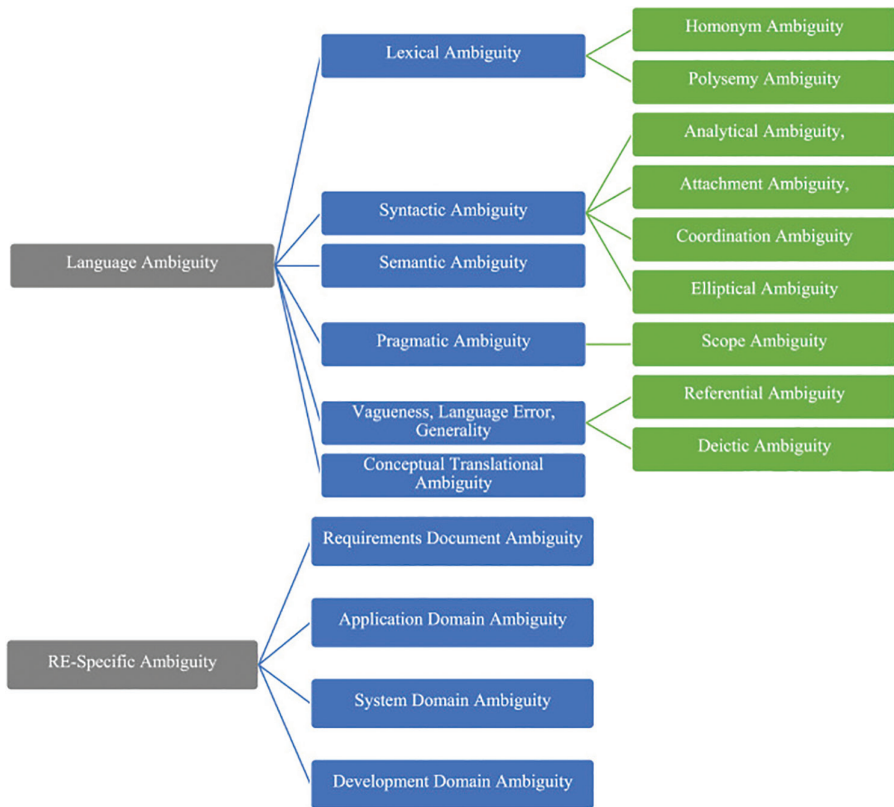 Language Ambiguity
Lexical Ambiguity
Homonym Ambiguity
Polysemy Ambiguity
Syntactic Ambiguity
Analytical Ambiguity,
Attachment Ambiguity,
Coordination Ambiguity
Elliptical Ambiguity
Semantic Ambiguity
Pragmatic Ambiguity
Scope Ambiguity
Vagueness, Language Error,
Generality
Referential Ambiguity
Deictic Ambiguity
Conceptual Translational
Ambiguity
RE-Specific Ambiguity
Requirements Document Ambiguity
Application Domain Ambiguity
System Domain Ambiguity
Development Domain Ambiguity